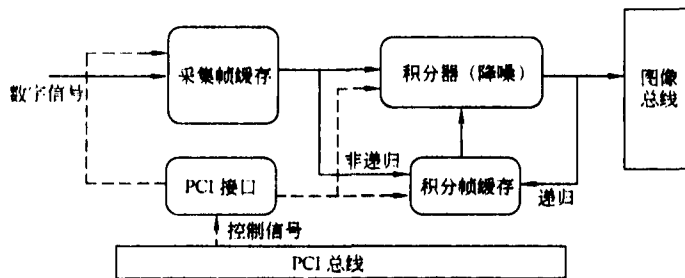 采集帧缓存
积分器（降噪）
图像
总线
数字信号
非递归
PCI 接口
积分帧缓存
递归
控制信号
PCI 总线